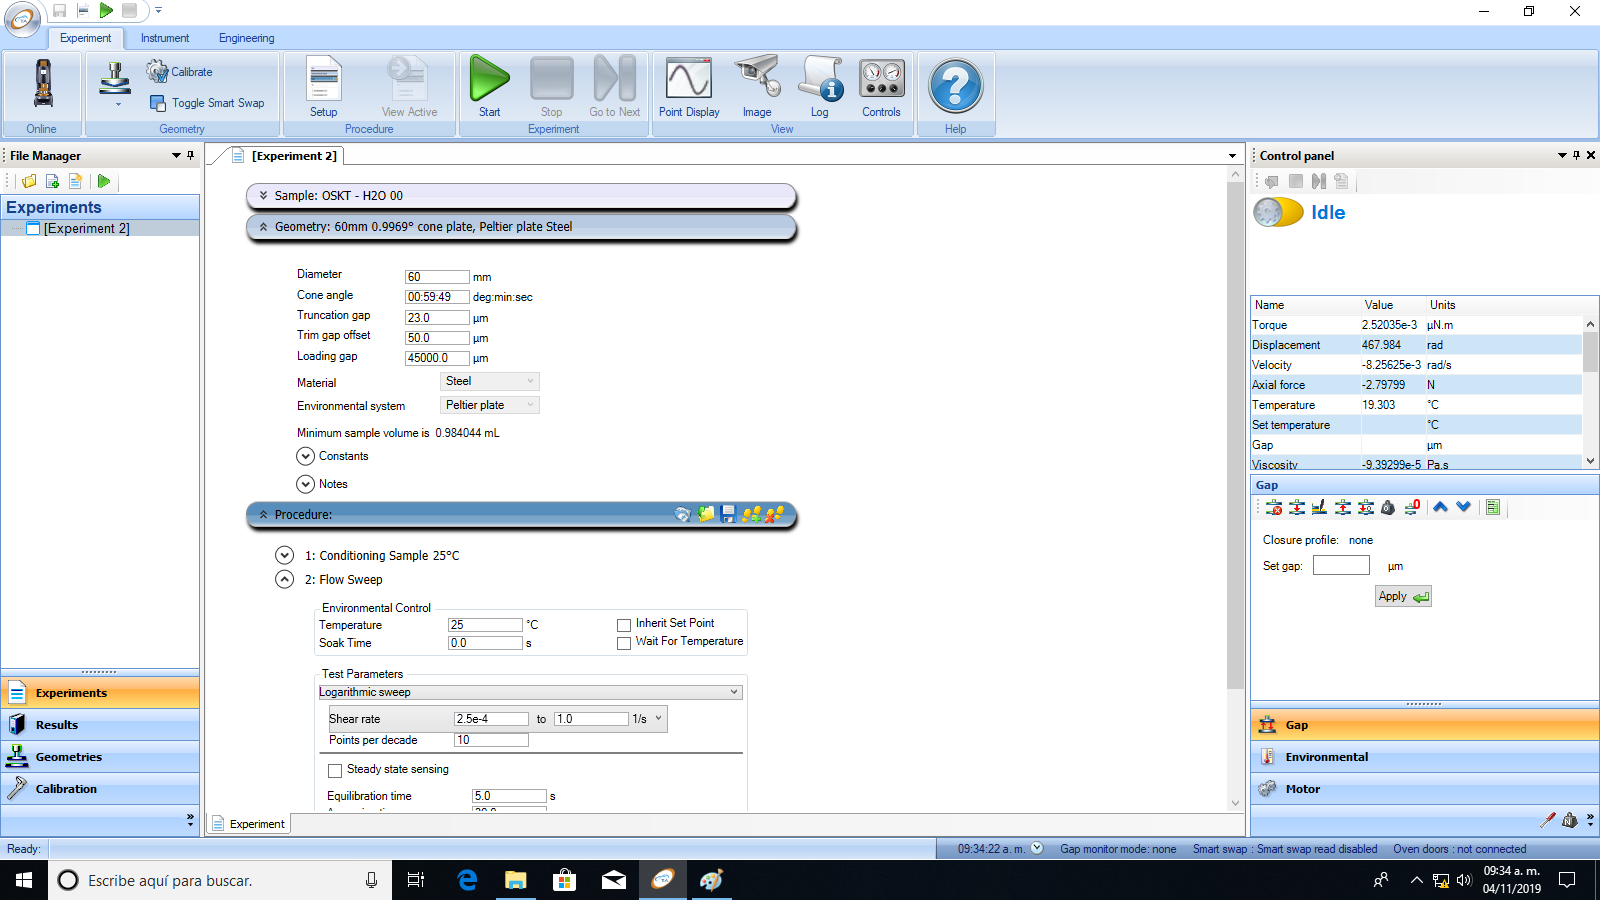 Experiment Instrument Engineering
Calibrate
Toggle Smart Swap
Setup View Active Start Stop Go to Next Point Display Image Log Controls
Online Geometry Procedure Experiment View Help
File Manager
Experiments
[Experiment 2]
Experiments
Results
Geometries
Calibration
[Experiment 2]
Sample: OSKT - H2O 00
Geometry: 60mm 0.9969° cone plate, Peltier plate Steel
Diameter 60 mm
Cone angle 00:59:49 deg:min:sec
Truncation gap 23.0 µm
Trim gap offset 50.0 µm
Loading gap 45000.0 µm
Material Steel
Environmental system Peltier plate
Minimum sample volume is 0.984044 mL
Constants
Notes
Procedure:
1: Conditioning Sample 25°C
2: Flow Sweep
Environmental Control
Temperature 25 °C Inherit Set Point
Soak Time 0.0 s Wait For Temperature
Test Parameters
Logarithmic sweep
Shear rate 2.5e-4 to 1.0 1/s
Points per decade 10
Steady state sensing
Equilibration time 5.0 s
Experiment
Control panel
Idle
Name Value Units
Torque 2.52035e-3 µN.m
Displacement 467.984 rad
Velocity -8.25625e-3 rad/s
Axial force -2.79799 N
Temperature 19.303 °C
Set temperature °C
Gap µm
Viscosity -9.39299e-5 Pa.s
Gap
Closure profile: none
Set gap: µm
Apply
Gap
Environmental
Motor
Ready: 09:34:22 a. m. Gap monitor mode: none Smart swap : Smart swap read disabled Oven doors : not connected
Escribe aquí para buscar.
09:34 a. m.
04/11/2019